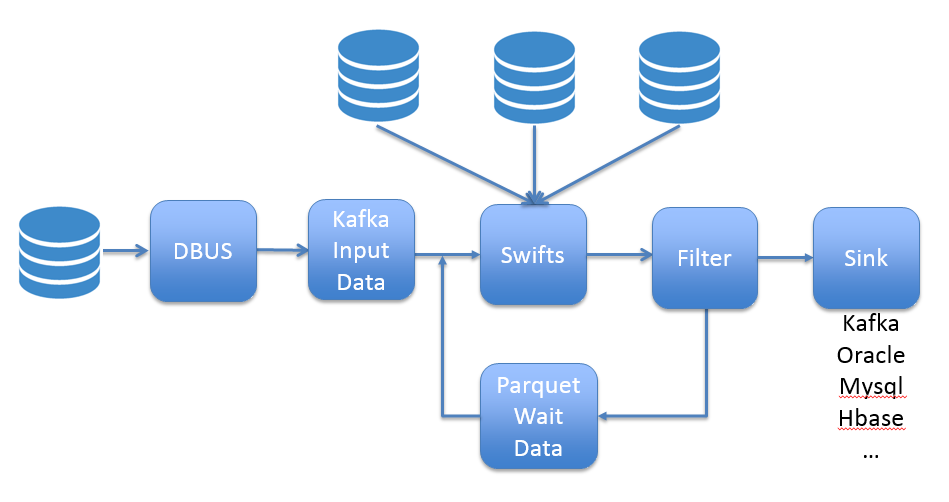 DBUS
Kafka
Input
Data
Swifts
Filter
Sink
Kafka
Oracle
Mysql
Hbase
...
Parquet
Wait
Data